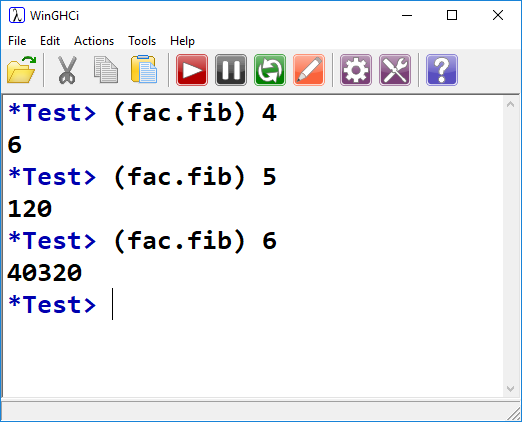 WinGHCi
File Edit Actions Tools Help
*Test> (fac.fib) 4
6
*Test> (fac.fib) 5
120
*Test> (fac.fib) 6
40320
*Test>